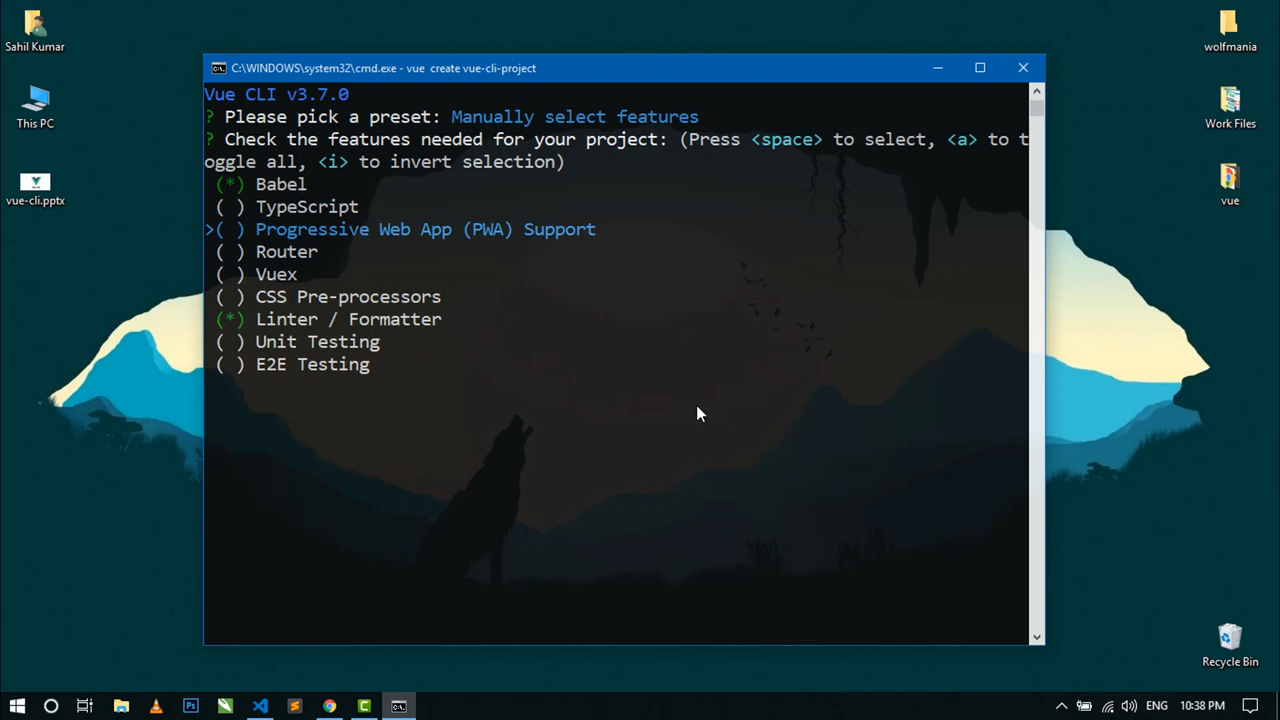 Sahil Kumar
This PC
vue-cli.pptx
C:\WINDOWS\system32\cmd.exe - vue  create vue-cli-project
Vue CLI v3.7.0
? Please pick a preset: Manually select features
? Check the features needed for your project: (Press <space> to select, <a> to t
oggle all, <i> to invert selection)
(*) Babel
( ) TypeScript
>( ) Progressive Web App (PWA) Support
( ) Router
( ) Vuex
( ) CSS Pre-processors
(*) Linter / Formatter
( ) Unit Testing
( ) E2E Testing
wolfmania
Work Files
vue
Recycle Bin
Ps
C
ENG
10:38 PM